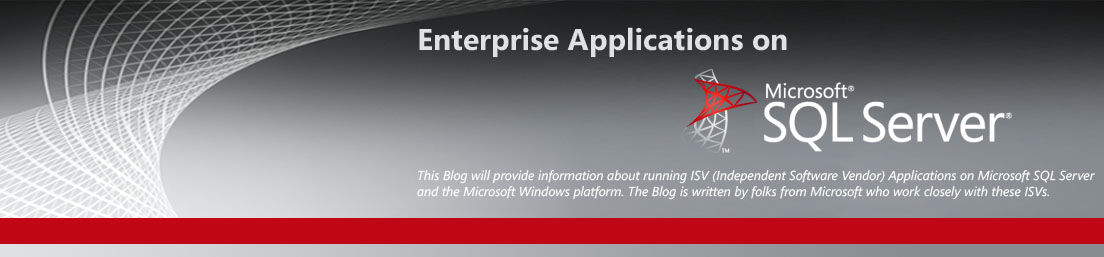 Enterprise Applications on
Microsoft®
SQL Server®
™
This Blog will provide information about running ISV (Independent Software Vendor) Applications on Microsoft SQL Server
and the Microsoft Windows platform. The Blog is written by folks from Microsoft who work closely with these ISVs.